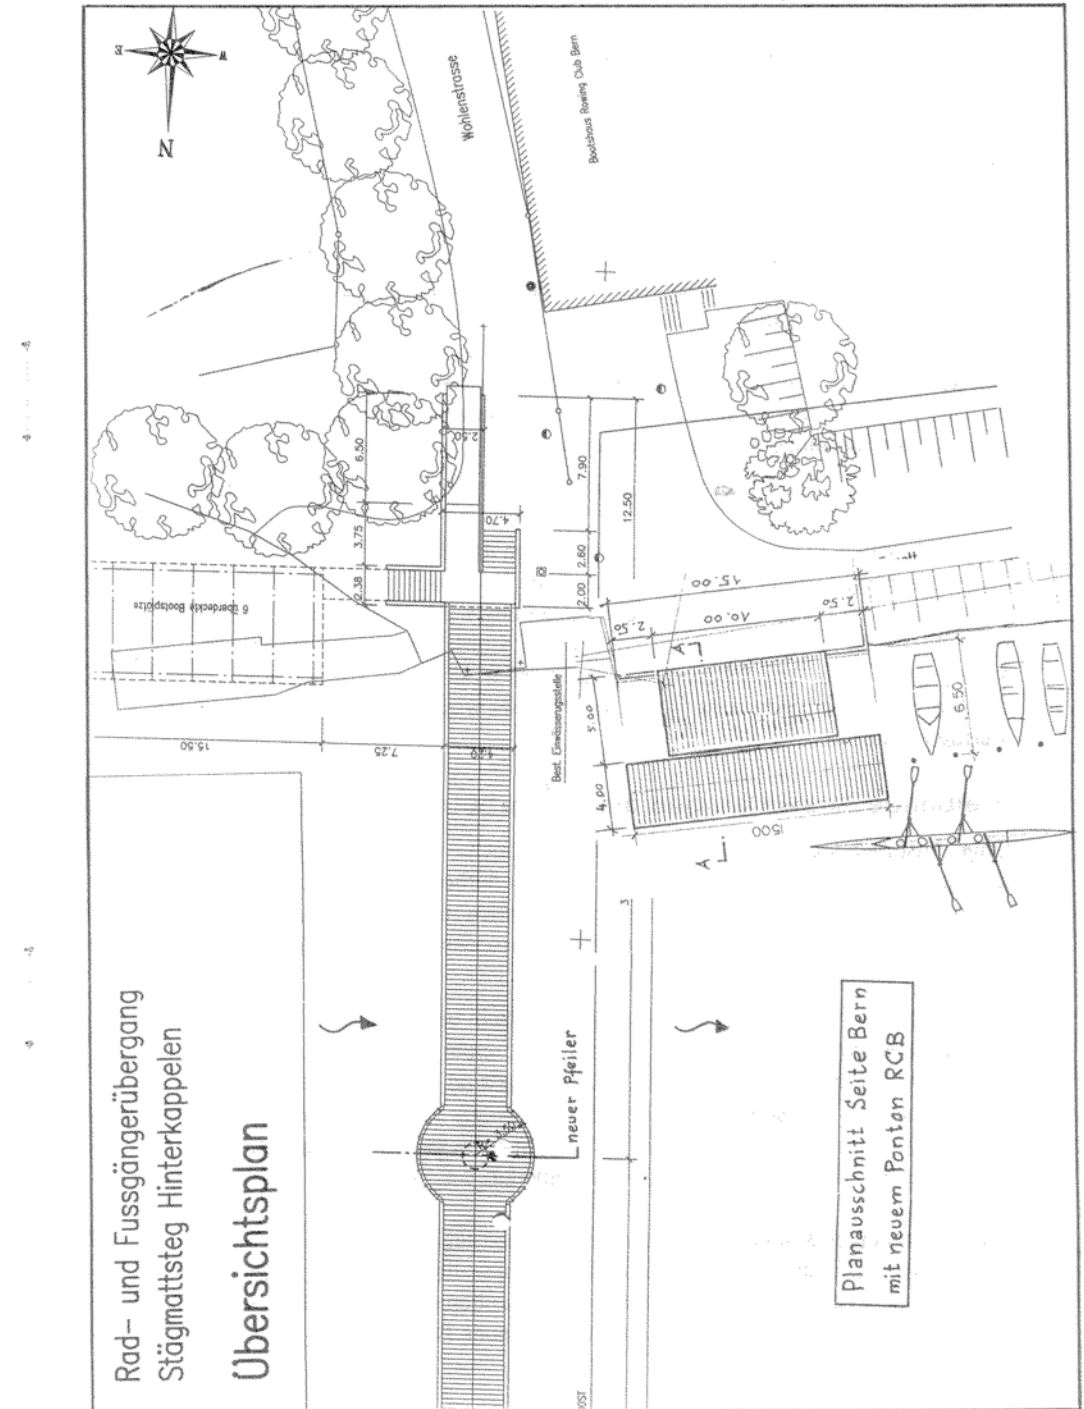 Rad- und Fussgängerübergang
Stägmattsteg Hinterkappelen
Übersichtsplan
N
W
Wohlenstrasse
Bootshaus Rowing Club Bern
6 überdeckte Bootsplätze
6.50
3.75
2.38
2.50
4.70
7.90
2.60
2.00
12.50
15.00
10.00
2.50
2.50
15.50
7.25
Best. Einwässerungsstelle
5.00
4.00
1500
6.50
A
A
3
neuer Pfeiler
Planausschnitt Seite Bern
mit neuem Ponton RCB